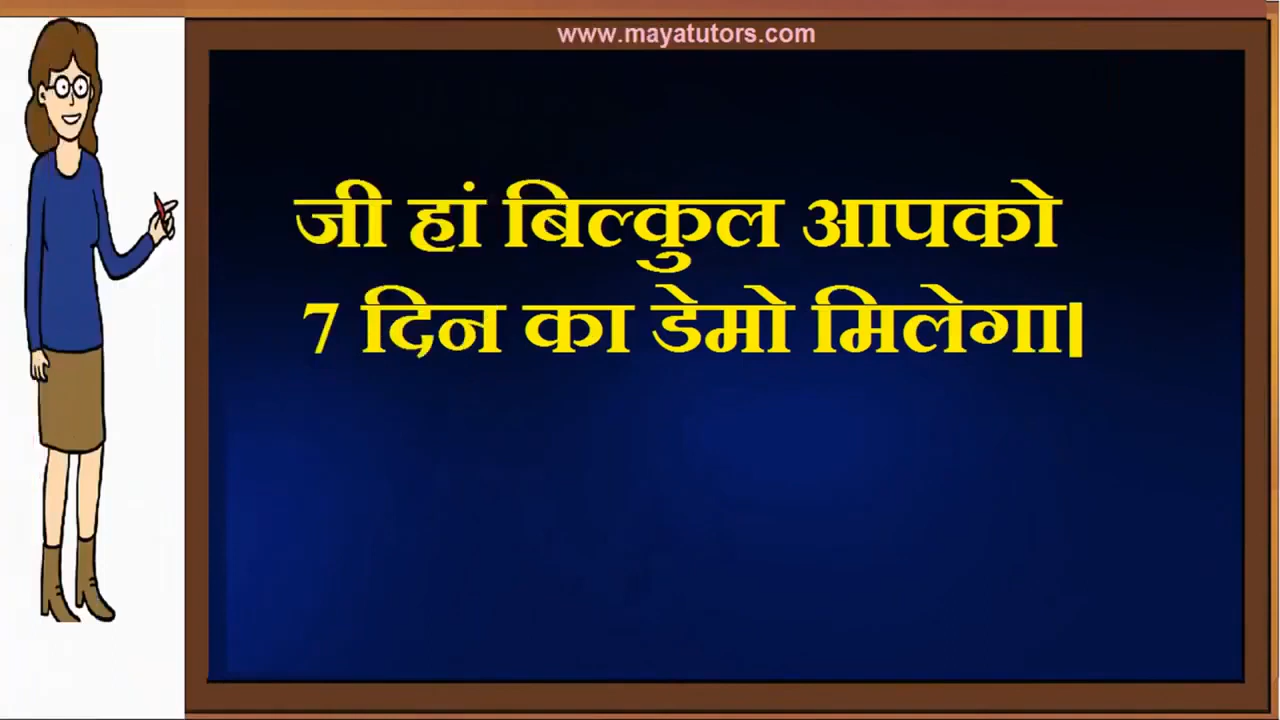 www.mayatutors.com
जी हां बिल्कुल आपको
7 दिन का डेमो मिलेगा।